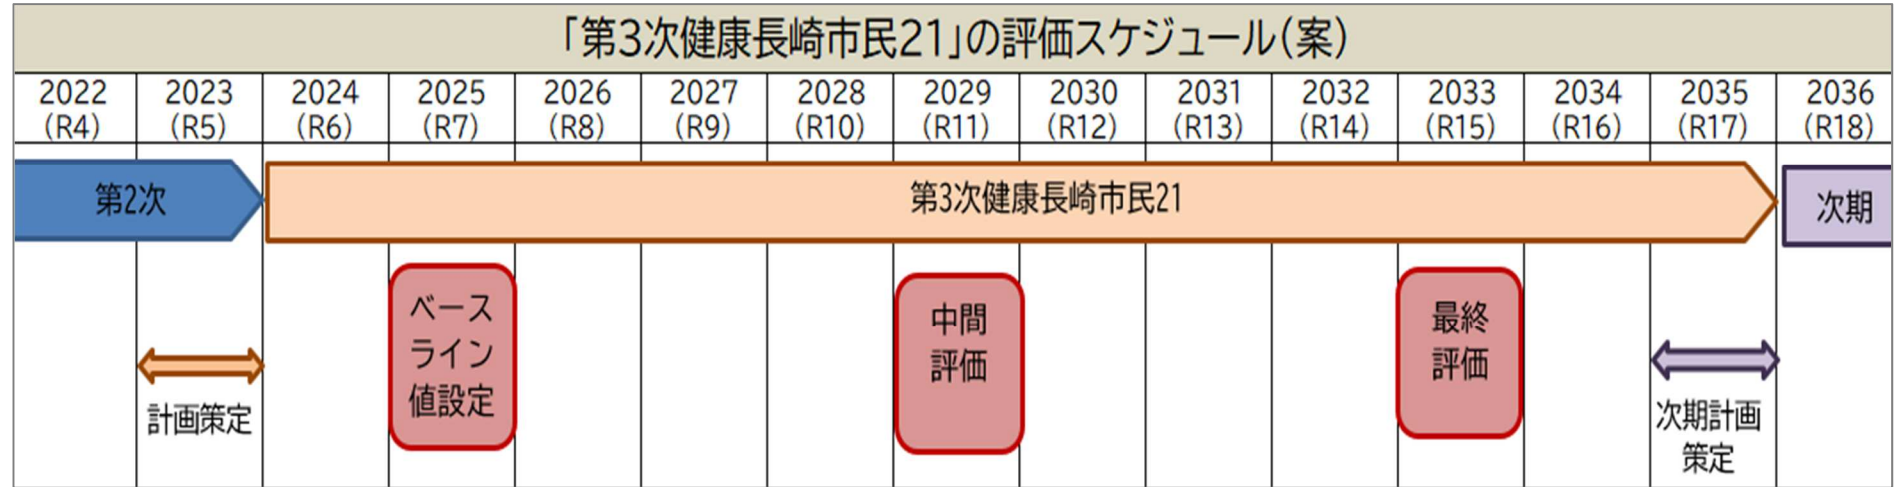 「第3次健康長崎市民21」の評価スケジュール(案)
2022 2023 2024 2025 2026 2027 2028 2029 2030 2031 2032 2033 2034 2035 2036
(R4) (R5) (R6) (R7) (R8) (R9) (R10) (R11) (R12) (R13) (R14) (R15) (R16) (R17) (R18)
第2次
第3次健康長崎市民21
次期
計画策定
ベース
ライン
値設定
中間
評価
最終
評価
次期計画
策定